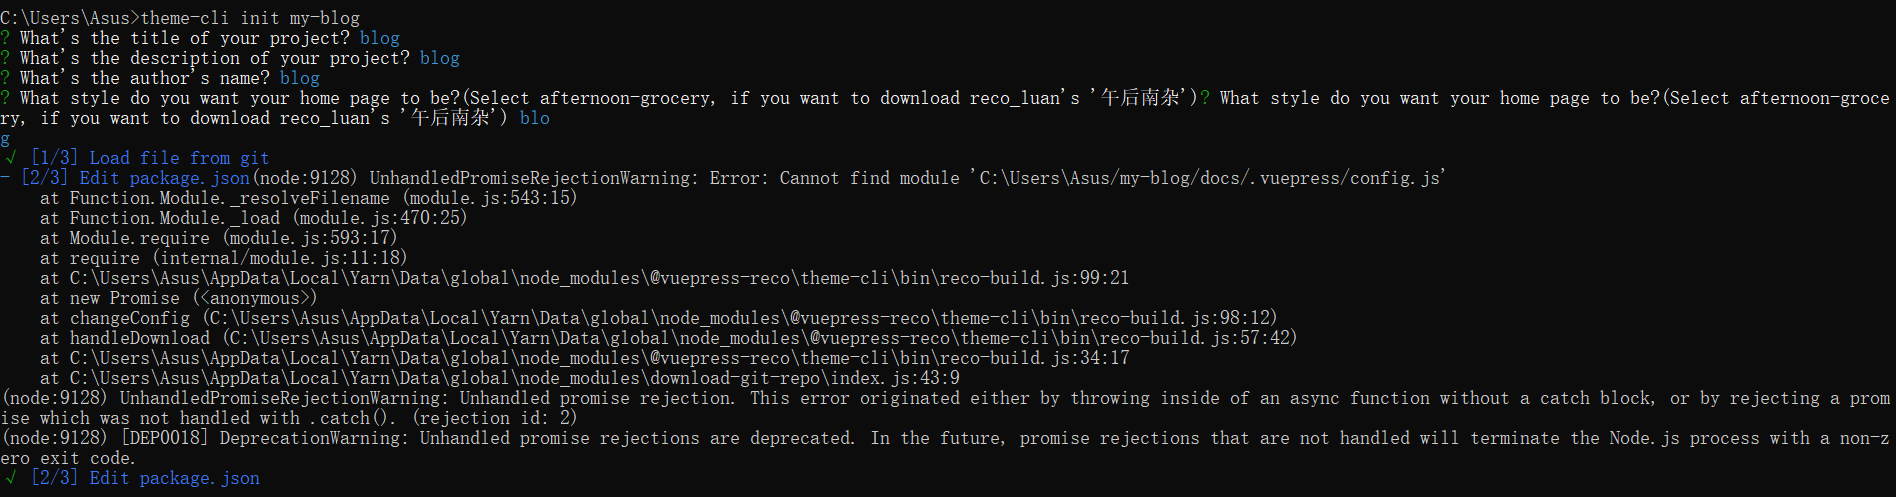 C:\Users\Asus>theme-cli init my-blog
? What's the title of your project? blog
? What's the description of your project? blog
? What's the author's name? blog
? What style do you want your home page to be?(Select afternoon-grocery, if you want to download reco_luan's '午后南杂')? What style do you want your home page to be?(Select afternoon-groce
ry, if you want to download reco_luan's '午后南杂') blo
g
√ [1/3] Load file from git
- [2/3] Edit package.json(node:9128) UnhandledPromiseRejectionWarning: Error: Cannot find module 'C:\Users\Asus/my-blog/docs/.vuepress/config.js'
    at Function.Module._resolveFilename (module.js:543:15)
    at Function.Module._load (module.js:470:25)
    at Module.require (module.js:593:17)
    at require (internal/module.js:11:18)
    at C:\Users\Asus\AppData\Local\Yarn\Data\global\node_modules\@vuepress-reco\theme-cli\bin\reco-build.js:99:21
    at new Promise (<anonymous>)
    at changeConfig (C:\Users\Asus\AppData\Local\Yarn\Data\global\node_modules\@vuepress-reco\theme-cli\bin\reco-build.js:98:12)
    at handleDownload (C:\Users\Asus\AppData\Local\Yarn\Data\global\node_modules\@vuepress-reco\theme-cli\bin\reco-build.js:57:42)
    at C:\Users\Asus\AppData\Local\Yarn\Data\global\node_modules\@vuepress-reco\theme-cli\bin\reco-build.js:34:17
    at C:\Users\Asus\AppData\Local\Yarn\Data\global\node_modules\download-git-repo\index.js:43:9
(node:9128) UnhandledPromiseRejectionWarning: Unhandled promise rejection. This error originated either by throwing inside of an async function without a catch block, or by rejecting a prom
ise which was not handled with .catch(). (rejection id: 2)
(node:9128) [DEP0018] DeprecationWarning: Unhandled promise rejections are deprecated. In the future, promise rejections that are not handled will terminate the Node.js process with a non-z
ero exit code.
√ [2/3] Edit package.json